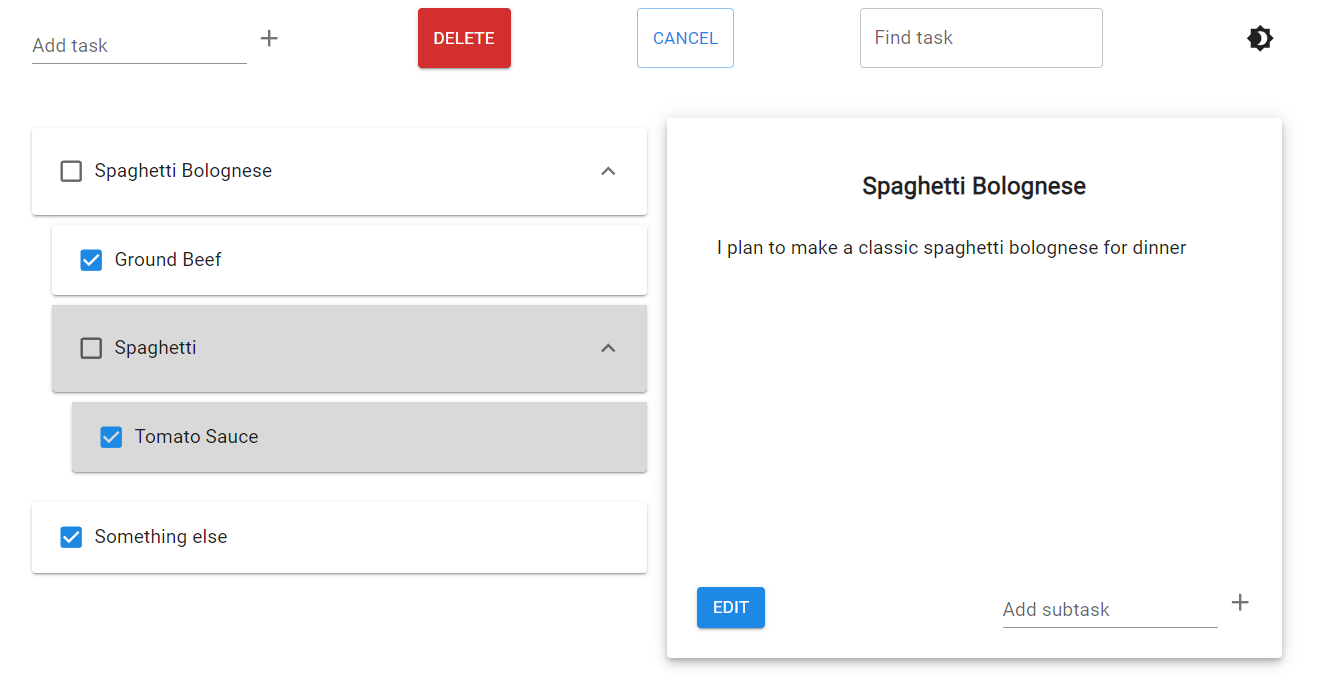 Add task
DELETE
CANCEL
Find task
Spaghetti Bolognese
Ground Beef
Spaghetti
Tomato Sauce
Something else
Spaghetti Bolognese
I plan to make a classic spaghetti bolognese for dinner
EDIT
Add subtask